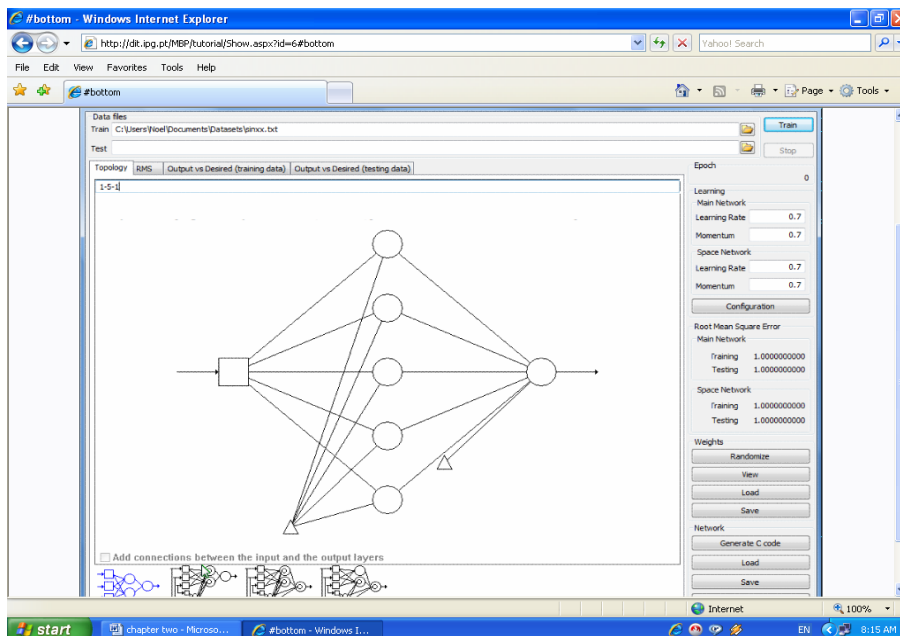 #bottom - Windows Internet Explorer
http://dit.ipg.pt/MBP/tutorial/Show.aspx?id=6#bottom
Yahoo! Search
File Edit View Favorites Tools Help
#bottom
Page Tools
Data files
Train C:\Users\Noel\Documents\Datasets\sinxx.txt
Train
Test
Stop
Topology RMS Output vs Desired (training data) Output vs Desired (testing data)
Epoch
0
1-5-1
Learning
Main Network
Learning Rate 0.7
Momentum 0.7
Space Network
Learning Rate 0.7
Momentum 0.7
Configuration
Root Mean Square Error
Main Network
Training 1.0000000000
Testing 1.0000000000
Space Network
Training 1.0000000000
Testing 1.0000000000
Weights
Randomize
View
Load
Save
Network
Generate C code
Load
Save
Add connections between the input and the output layers
Internet 100%
start chapter two - Microso... #bottom - Windows I... EN 8:15 AM